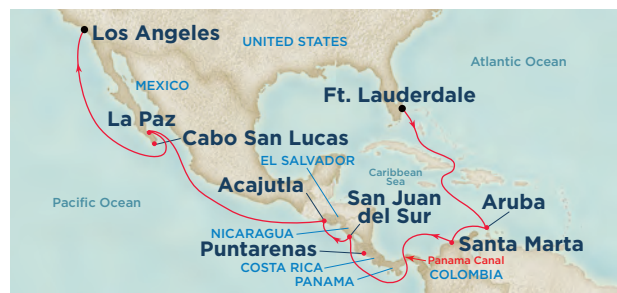 Los Angeles
UNITED STATES
Atlantic Ocean
MEXICO
Ft. Lauderdale
La Paz
Cabo San Lucas
EL SALVADOR
Caribbean
Sea
Acajutla
San Juan
del Sur
Pacific Ocean
Aruba
NICARAGUA
Puntarenas
Santa Marta
COSTA RICA
Panama Canal
PANAMA
COLOMBIA